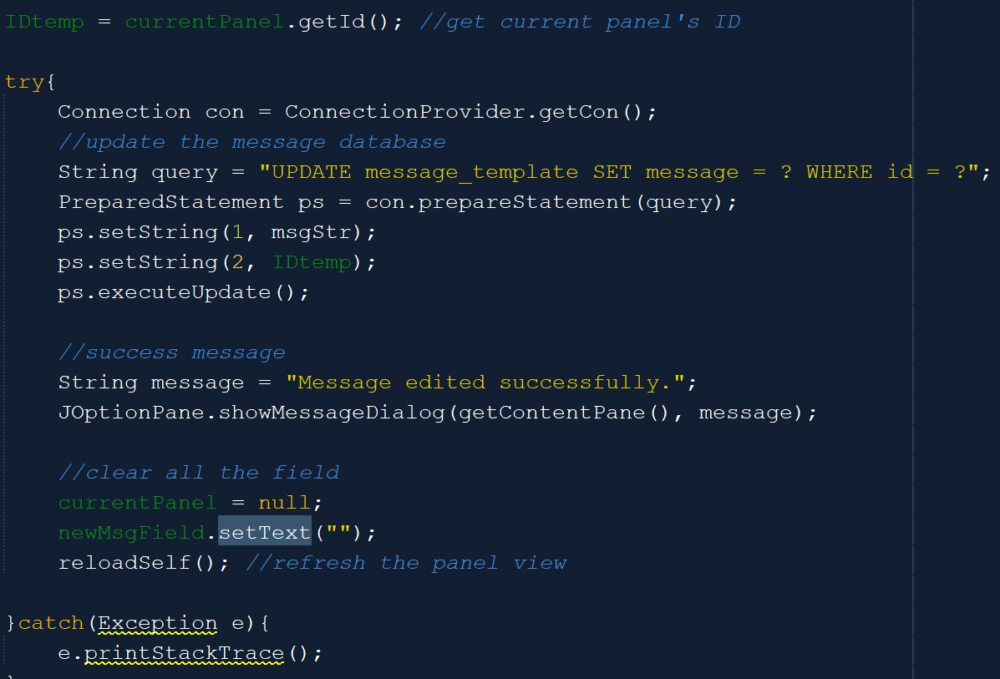 IDtemp = currentPanel.getId(); //get current panel's ID
try{
Connection con = ConnectionProvider.getCon();
//update the message database
String query = "UPDATE message_template SET message = ? WHERE id = ?";
PreparedStatement ps = con.prepareStatement(query);
ps.setString(1, msgStr);
ps.setString(2, IDtemp);
ps.executeUpdate();
//success message
String message = "Message edited successfully.";
JOptionPane.showMessageDialog(getContentPane(), message);
//clear all the field
currentPanel = null;
newMsgField.setText("");
reloadSelf(); //refresh the panel view
}catch(Exception e){
e.printStackTrace();